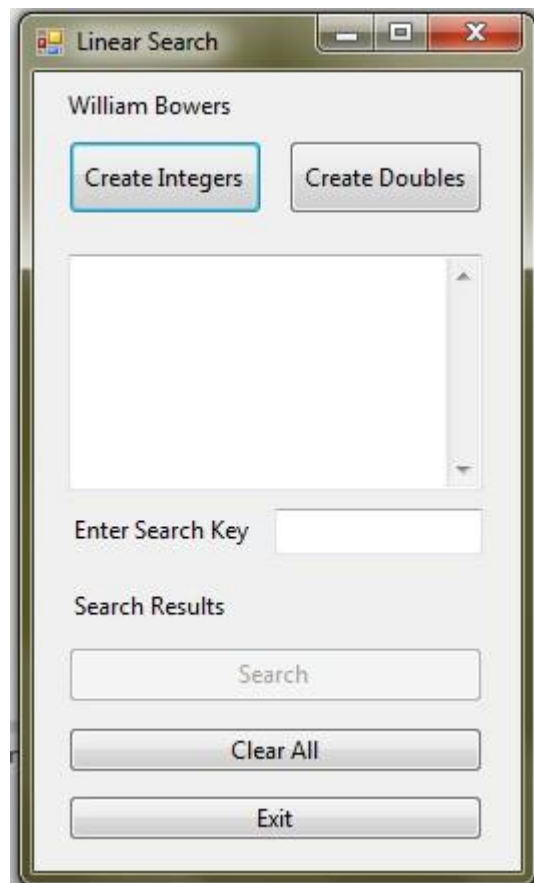 Linear Search
William Bowers
Create Integers Create Doubles
Enter Search Key
Search Results
Search
Clear All
Exit